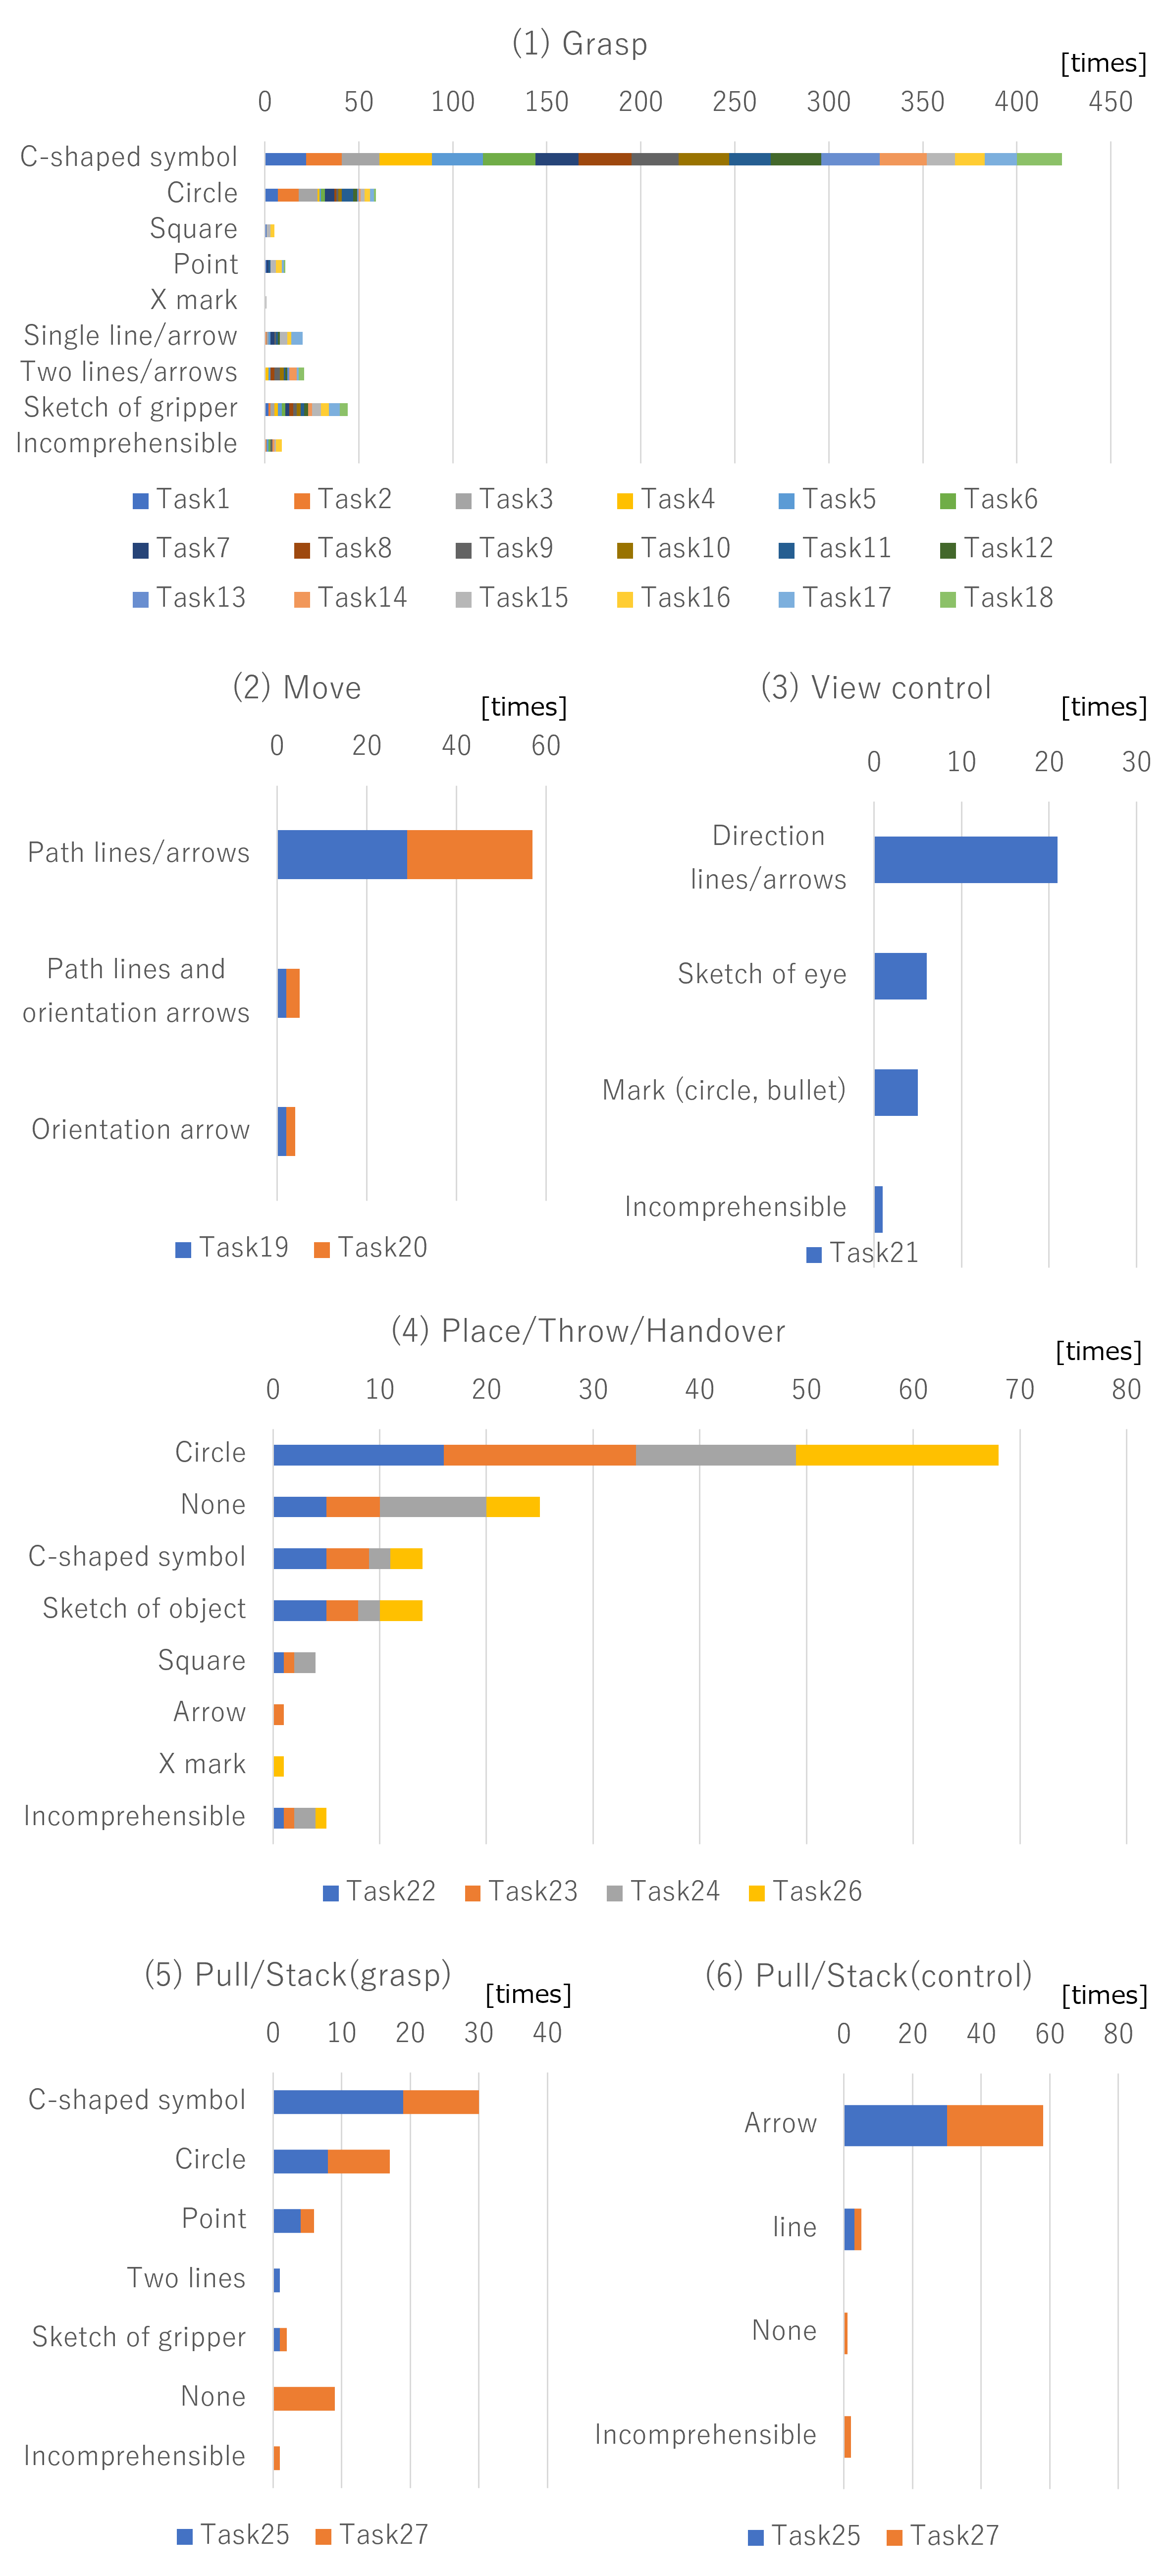 (1) Grasp
[times]
0 50 100 150 200 250 300 350 400 450
C-shaped symbol
Circle
Square
Point
X mark
Single line/arrow
Two lines/arrows
Sketch of gripper
Incomprehensible
Task1 Task2 Task3 Task4 Task5 Task6
Task7 Task8 Task9 Task10 Task11 Task12
Task13 Task14 Task15 Task16 Task17 Task18
(2) Move
[times]
0 20 40 60
Path lines/arrows
Path lines and
orientation arrows
Orientation arrow
Task19 Task20
(3) View control
[times]
0 10 20 30
Direction
lines/arrows
Sketch of eye
Mark (circle, bullet)
Incomprehensible
Task21
(4) Place/Throw/Handover
[times]
0 10 20 30 40 50 60 70 80
Circle
None
C-shaped symbol
Sketch of object
Square
Arrow
X mark
Incomprehensible
Task22 Task23 Task24 Task26
(5) Pull/Stack(grasp)
[times]
0 10 20 30 40
C-shaped symbol
Circle
Point
Two lines
Sketch of gripper
None
Incomprehensible
Task25 Task27
(6) Pull/Stack(control)
[times]
0 20 40 60 80
Arrow
line
None
Incomprehensible
Task25 Task27